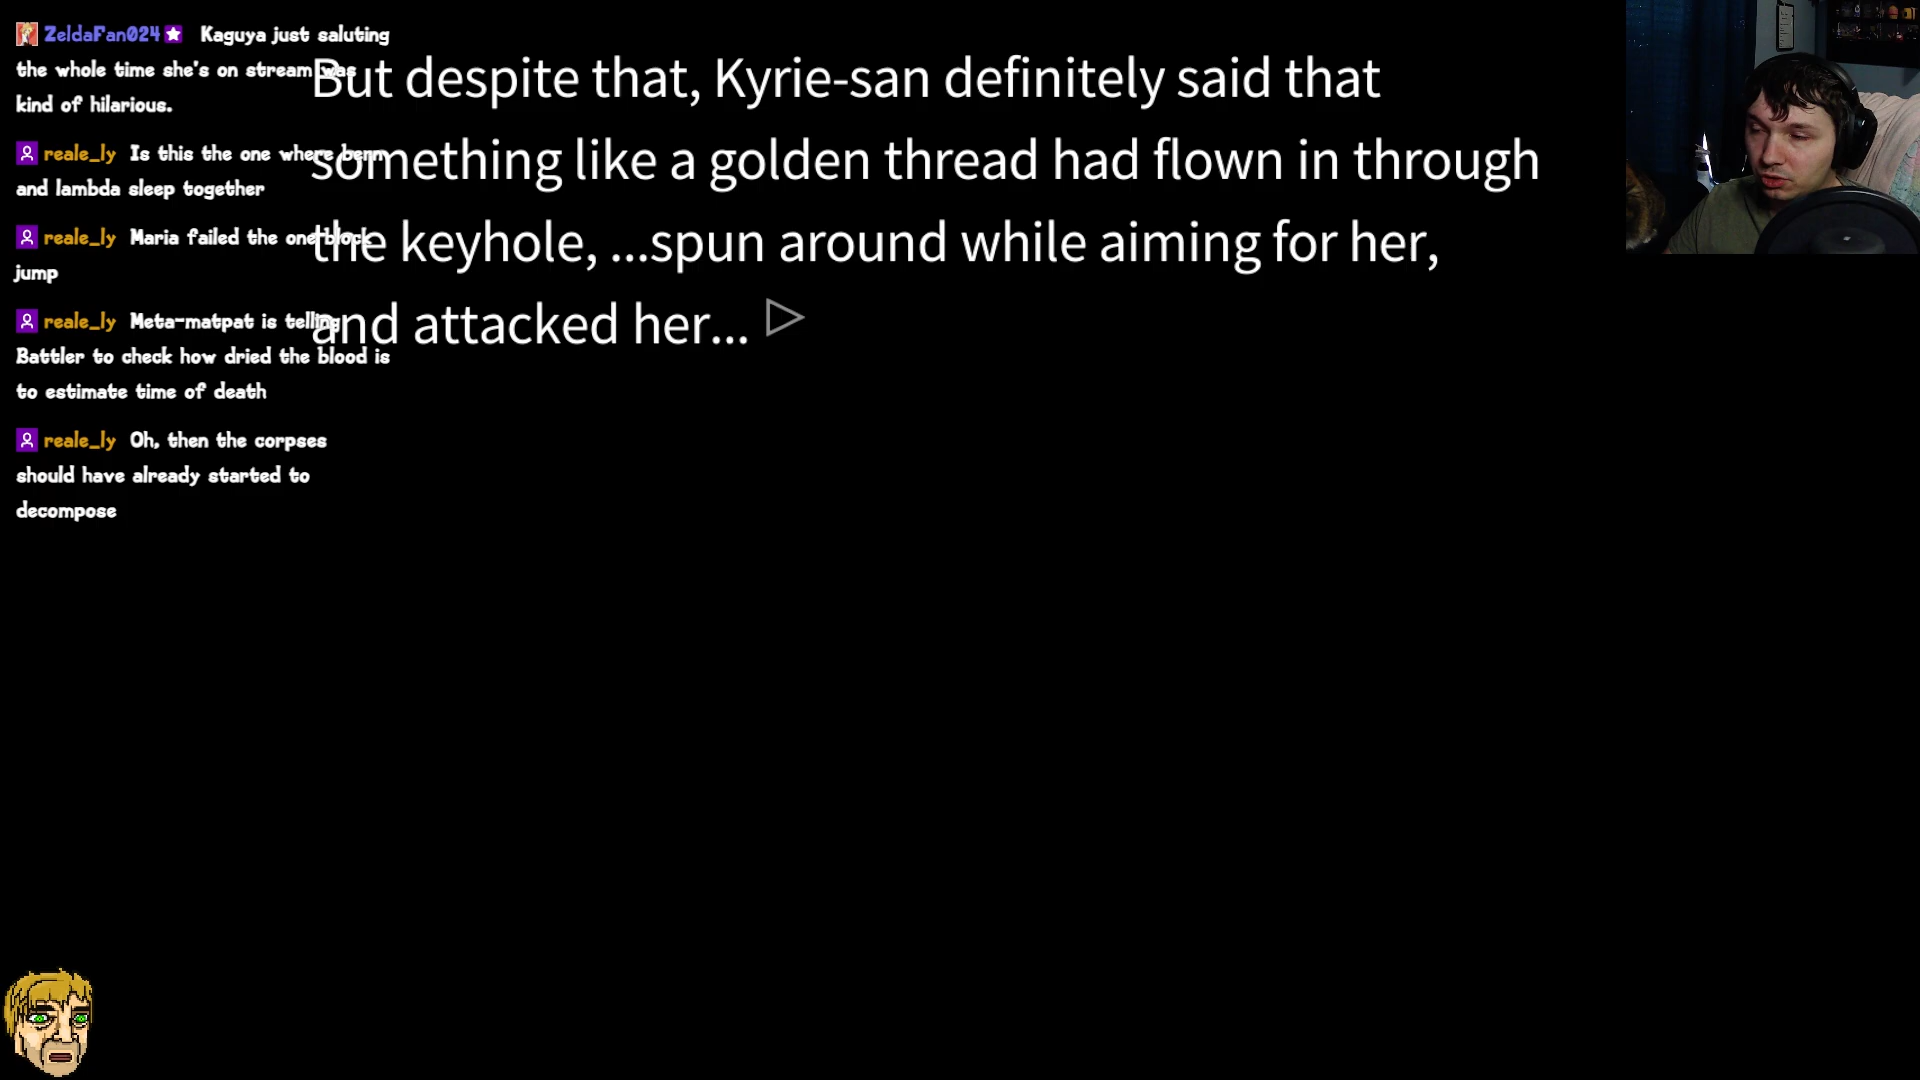 ZeldaFan024 Kaguya just saluting
the whole time she's on stream was
kind of hilarious.
reale_ly Is this the one where bern
and lambda sleep together
reale_ly Maria failed the one block
jump
reale_ly Meta-matpat is telling
Battler to check how dried the blood is
to estimate time of death
reale_ly Oh, then the corpses
should have already started to
decompose
But despite that, Kyrie-san definitely said that
something like a golden thread had flown in through
the keyhole, ...spun around while aiming for her,
and attacked her...